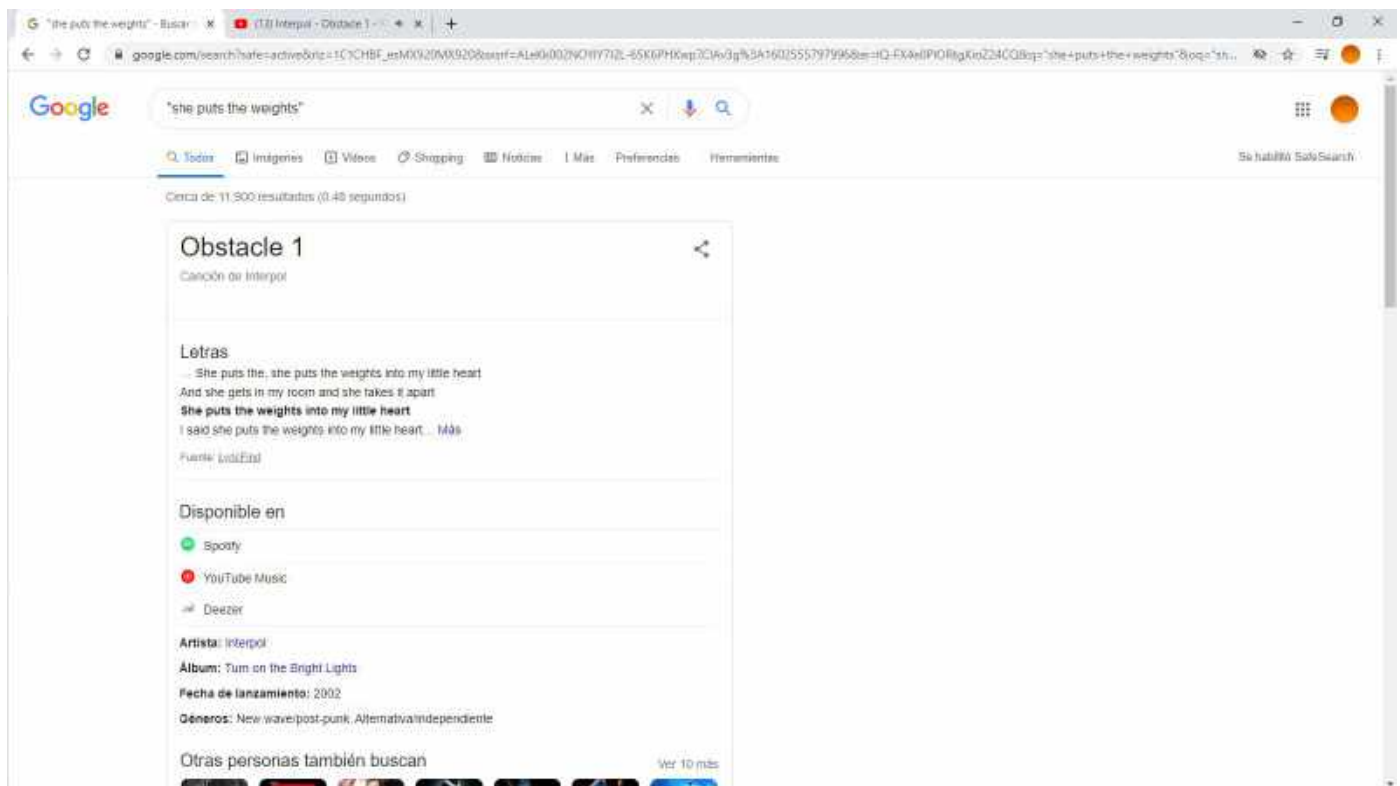 "she puts the weights" - Buscar
(13) Interpol - Obstacle 1 -
Google
"she puts the weights"
Todos Imágenes Videos Shopping Noticias Más Preferencias Herramientas
Se habilitó SafeSearch
Cerca de 11,900 resultados (0.48 segundos)
Obstacle 1
Canción de Interpol
Letras
... She puts the, she puts the weights into my little heart
And she gets in my room and she takes it apart
She puts the weights into my little heart
I said she puts the weights into my little heart... Más
Fuente: LyricFind
Disponible en
Spotify
YouTube Music
Deezer
Artista: Interpol
Álbum: Turn on the Bright Lights
Fecha de lanzamiento: 2002
Géneros: New wave/post-punk, Alternativa/independiente
Otras personas también buscan
Ver 10 más